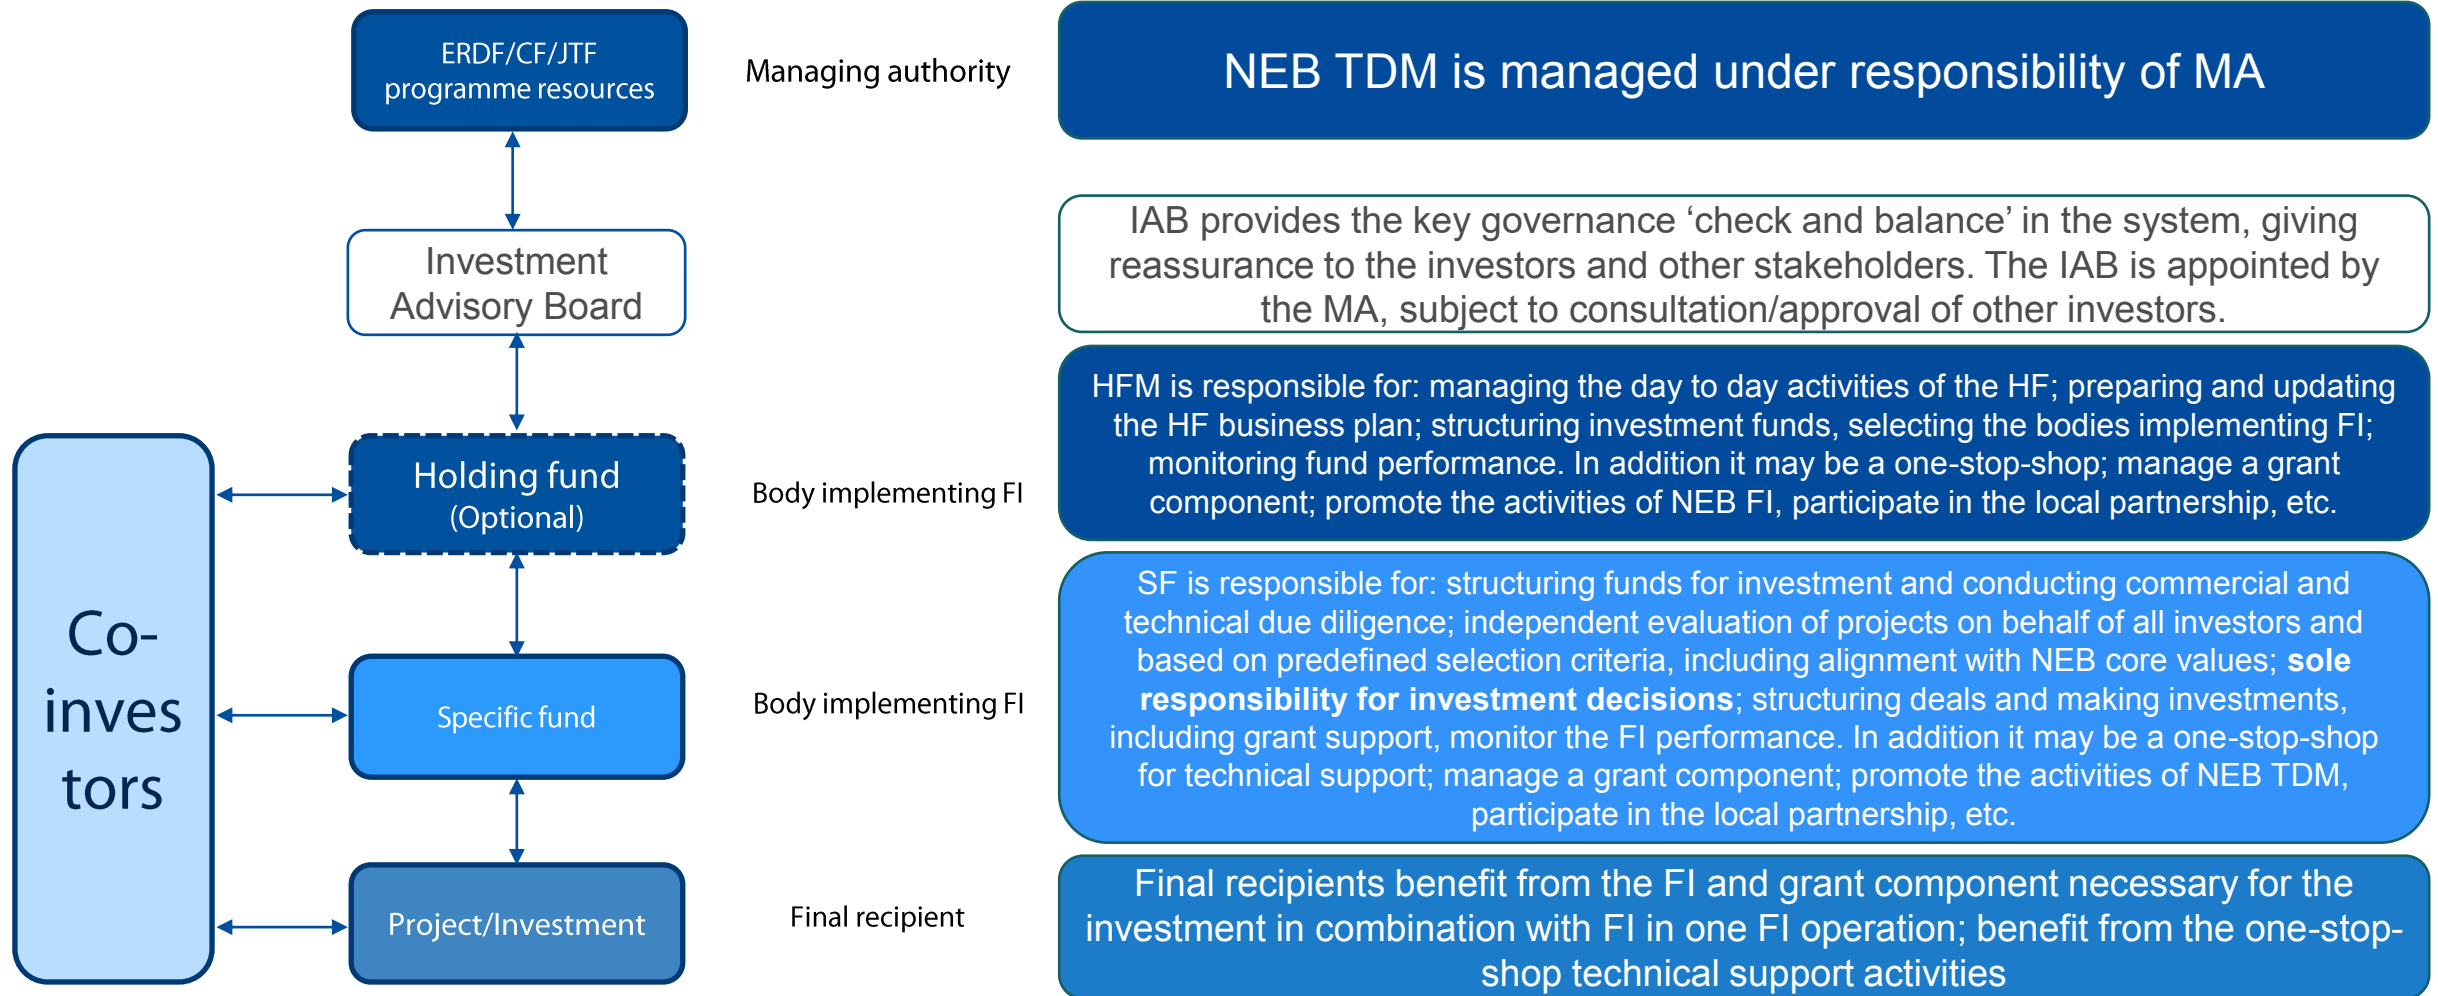 ERDF/CF/JTF
programme resources
Managing authority
NEB TDM is managed under responsibility of MA
Investment
Advisory Board
IAB provides the key governance ‘check and balance’ in the system, giving
reassurance to the investors and other stakeholders. The IAB is appointed by
the MA, subject to consultation/approval of other investors.
Co-
inves
tors
Holding fund
(Optional)
Body implementing FI
HFM is responsible for: managing the day to day activities of the HF; preparing and updating
the HF business plan; structuring investment funds, selecting the bodies implementing FI;
monitoring fund performance. In addition it may be a one-stop-shop; manage a grant
component; promote the activities of NEB FI, participate in the local partnership, etc.
Specific fund
Body implementing FI
SF is responsible for: structuring funds for investment and conducting commercial and
technical due diligence; independent evaluation of projects on behalf of all investors and
based on predefined selection criteria, including alignment with NEB core values; sole
responsibility for investment decisions; structuring deals and making investments,
including grant support, monitor the FI performance. In addition it may be a one-stop-shop
for technical support; manage a grant component; promote the activities of NEB TDM,
participate in the local partnership, etc.
Project/Investment
Final recipient
Final recipients benefit from the FI and grant component necessary for the
investment in combination with FI in one FI operation; benefit from the one-stop-
shop technical support activities